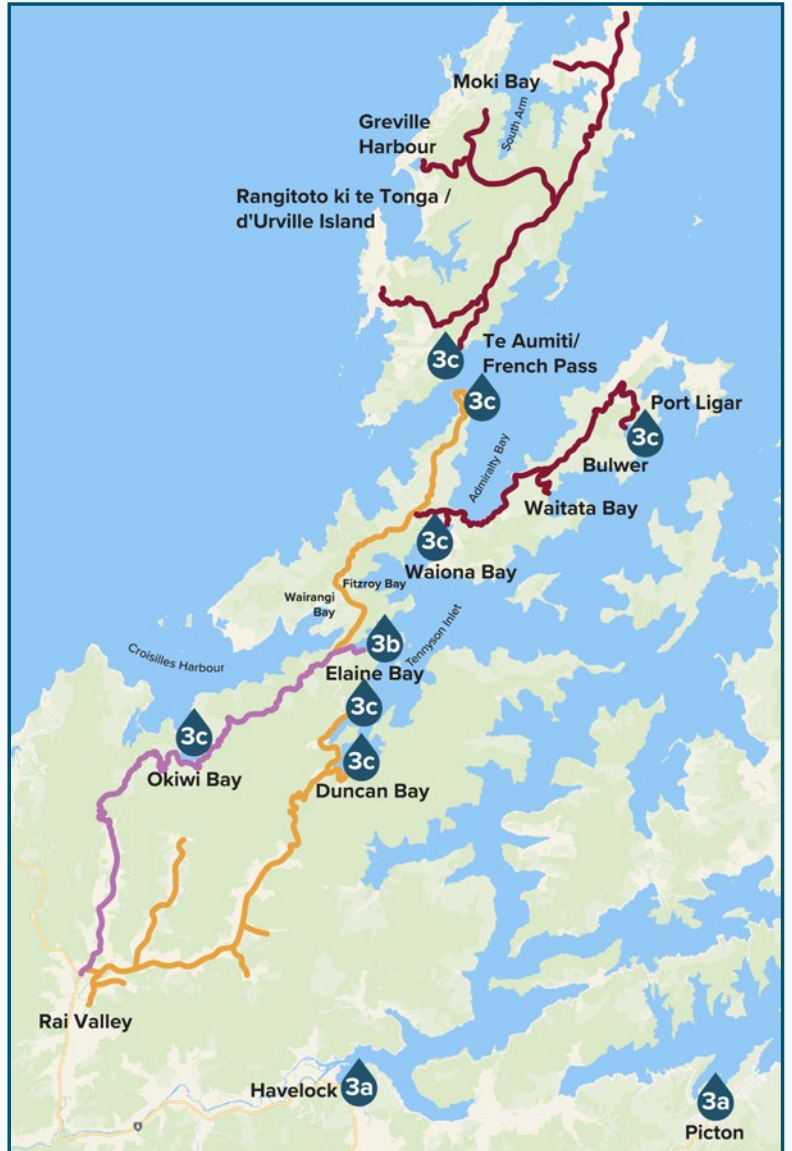 Moki Bay
South Arm
Greville
Harbour
Rangitoto ki te Tonga /
d'Urville Island
3c
Te Aumiti/
French Pass
3c
Port Ligar
3c
Admiralty Bay
Bulwer
Waitata Bay
3c
Waiona Bay
Fitzroy Bay
Wairangi
Bay
3b
Tennyson Inlet
Croisilles Harbour
Elaine Bay
3c
3c
Okiwi Bay
3c
Duncan Bay
Rai Valley
Havelock
3a
3a
Picton
6